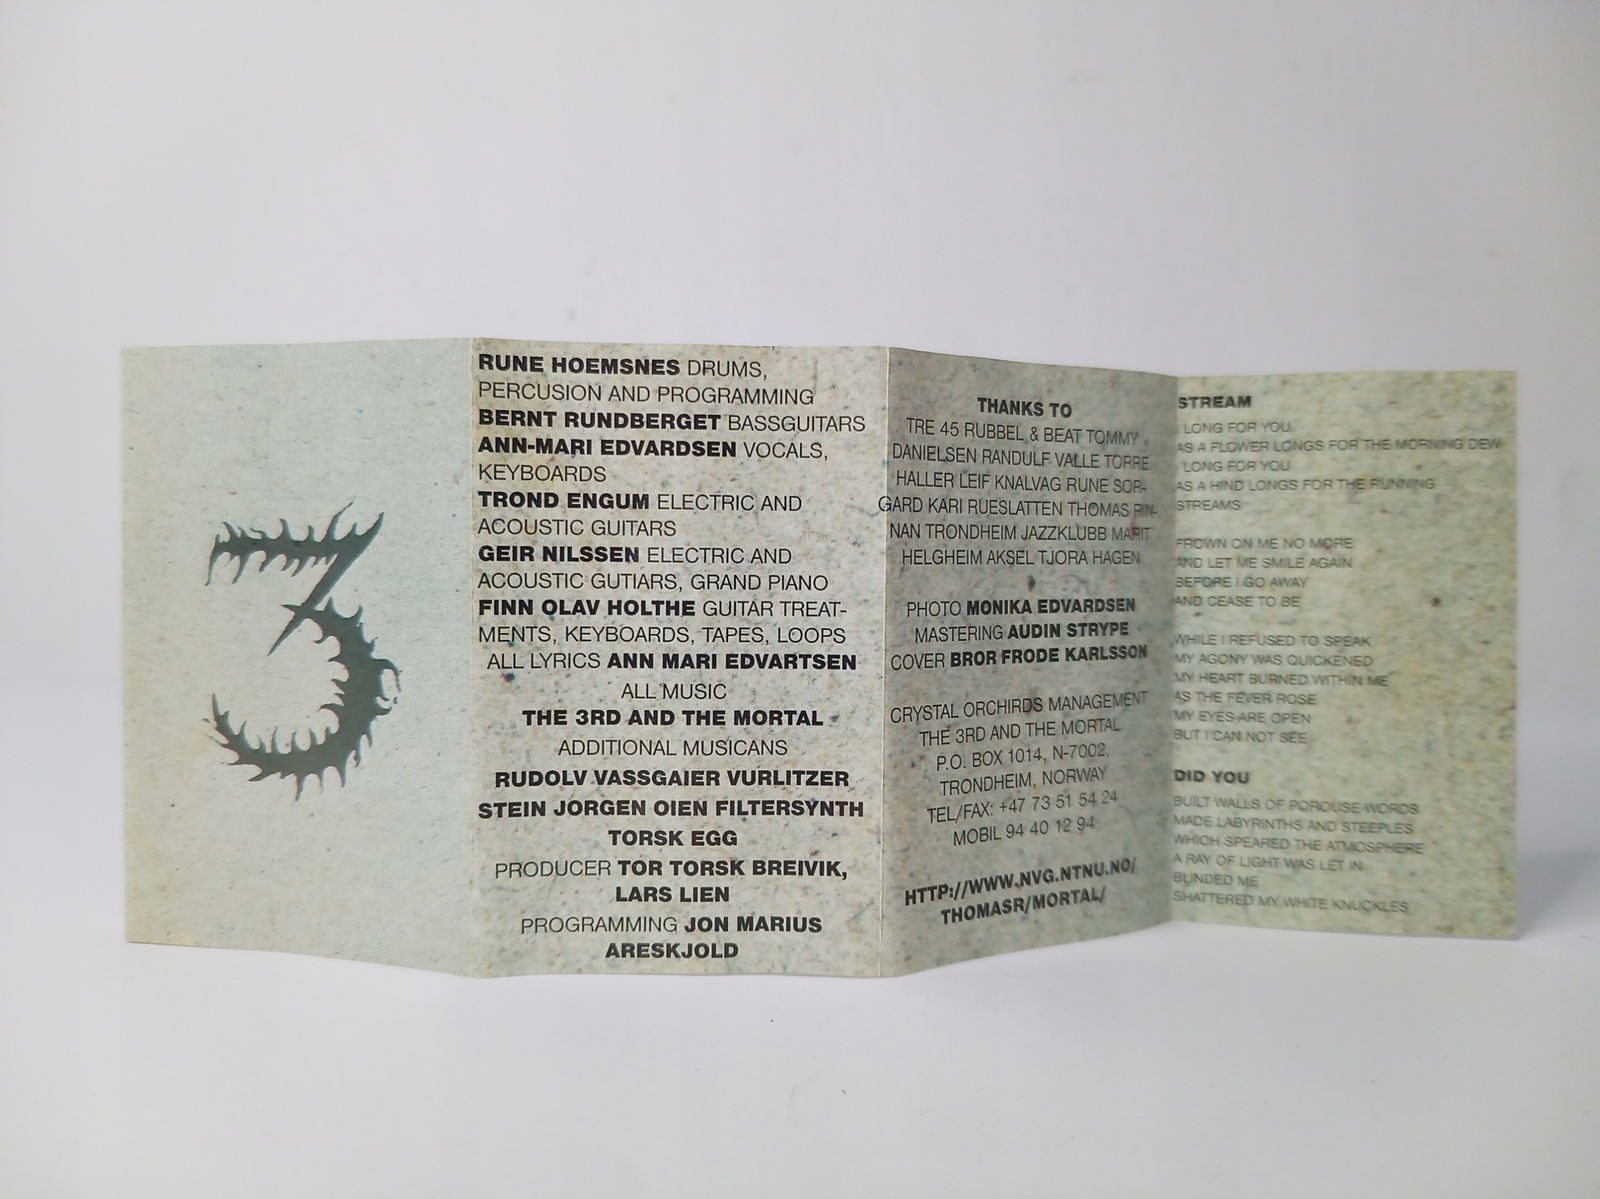 3
RUNE HOEMSNES DRUMS,
PERCUSION AND PROGRAMMING
BERNT RUNDBERGET BASSGUITARS
ANN-MARI EDVARDSEN VOCALS,
KEYBOARDS
TROND ENGUM ELECTRIC AND
ACOUSTIC GUITARS
GEIR NILSSEN ELECTRIC AND
ACOUSTIC GUTIARS, GRAND PIANO
FINN OLAV HOLTHE GUITAR TREAT-
MENTS, KEYBOARDS, TAPES, LOOPS
ALL LYRICS ANN MARI EDVARTSEN
ALL MUSIC
THE 3RD AND THE MORTAL
ADDITIONAL MUSICANS
RUDOLV VASSGAIER VURLITZER
STEIN JORGEN OIEN FILTERSYNTH
TORSK EGG
PRODUCER TOR TORSK BREIVIK,
LARS LIEN
PROGRAMMING JON MARIUS
ARESKJOLD
THANKS TO
TRE 45 RUBBEL & BEAT TOMMY
DANIELSEN RANDULF VALLE TORRE
HALLER LEIF KNALVAG RUNE SOR-
GARD KARI RUESLATTEN THOMAS RIN-
NAN TRONDHEIM JAZZKLUBB MARIT
HELGHEIM AKSEL TJORA HAGEN
PHOTO MONIKA EDVARDSEN
MASTERING AUDIN STRYPE
COVER BROR FRODE KARLSSON
CRYSTAL ORCHIRDS MANAGEMENT
THE 3RD AND THE MORTAL
P.O. BOX 1014, N-7002,
TRONDHEIM, NORWAY
TEL/FAX: +47 73 51 54 24
MOBIL 94 40 12 94
HTTP://WWW.NVG.NTNU.NO/
THOMASR/MORTAL/
STREAM
I LONG FOR YOU
AS A FLOWER LONGS FOR THE MORNING DEW
I LONG FOR YOU
AS A HIND LONGS FOR THE RUNNING
STREAMS
FROWN ON ME NO MORE
AND LET ME SMILE AGAIN
BEFORE I GO AWAY
AND CEASE TO BE
WHILE I REFUSED TO SPEAK
MY AGONY WAS QUICKENED
MY HEART BURNED WITHIN ME
AS THE FEVER ROSE
MY EYES ARE OPEN
BUT I CAN NOT SEE
DID YOU
BUILT WALLS OF POROUSE WORDS
MADE LABYRINTHS AND STEEPLES
WHICH SPEARED THE ATMOSPHERE
A RAY OF LIGHT WAS LET IN
BLINDED ME
SHATTERED MY WHITE KNUCKLES